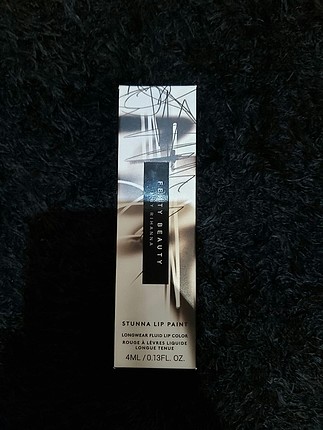 FENTY BEAUTY
BY RIHANNA
STUNNA LIP PAINT
LONGWEAR FLUID LIP COLOR
ROUGE À LÈVRES LIQUIDE
LONGUE TENUE
4ML / 0.13FL. OZ.